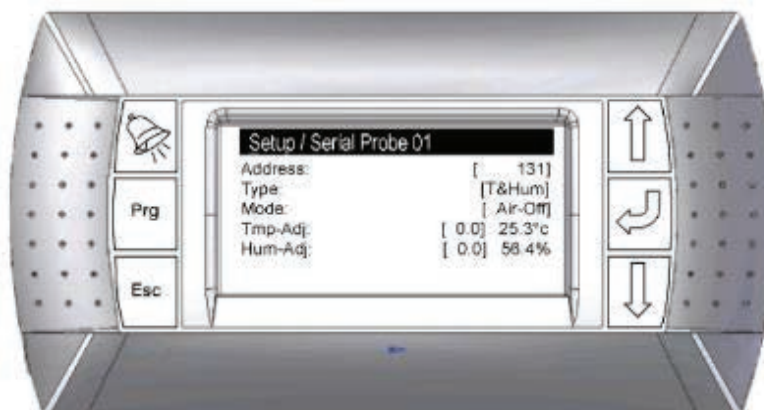 Setup / Serial Probe 01
Address: [ 131]
Type: [T&Hum]
Mode: [ Air-Off]
Tmp-Adj: [ 0.0] 25.3°c
Hum-Adj: [ 0.0] 56.4%
Prg
Esc